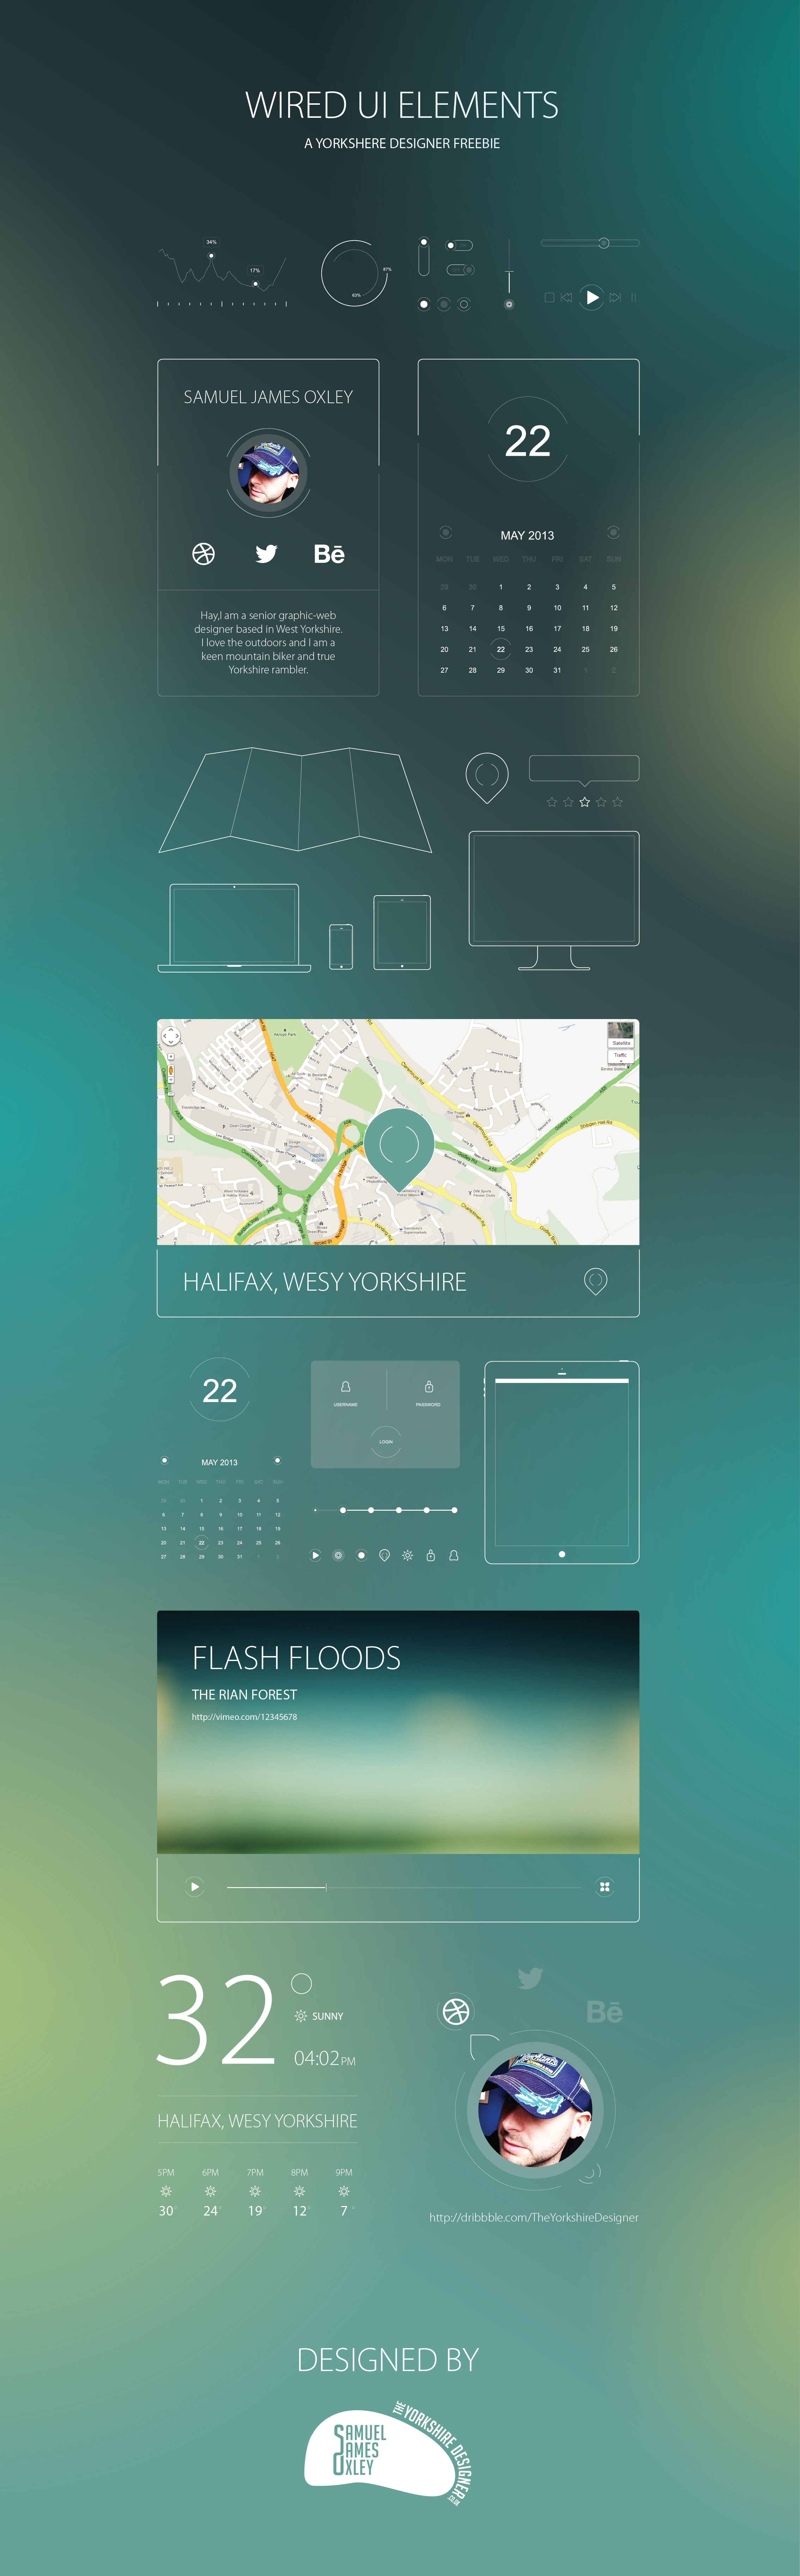 WIRED UI ELEMENTS
A YORKSHERE DESIGNER FREEBIE
34%
17%
87%
63%
SAMUEL JAMES OXLEY
Bē
Hay,I am a senior graphic-web
designer based in West Yorkshire.
I love the outdoors and I am a
keen mountain biker and true
Yorkshire rambler.
22
MAY 2013
MON TUE WED THU FRI SAT SUN
29 30 1 2 3 4 5
6 7 8 9 10 11 12
13 14 15 16 17 18 19
20 21 22 23 24 25 26
27 28 29 30 31 1 2
Satellite
Traffic
HALIFAX, WESY YORKSHIRE
22
MAY 2013
MON TUE WED THU FRI SAT SUN
29 30 1 2 3 4 5
6 7 8 9 10 11 12
13 14 15 16 17 18 19
20 21 22 23 24 25 26
27 28 29 30 31 1 2
USERNAME
PASSWORD
LOGIN
FLASH FLOODS
THE RIAN FOREST
http://vimeo.com/12345678
32
SUNNY
04:02PM
HALIFAX, WESY YORKSHIRE
5PM 6PM 7PM 8PM 9PM
30° 24° 19° 12° 7°
Bē
http://dribbble.com/TheYorkshireDesigner
DESIGNED BY
SAMUEL
JAMES
OXLEY
THE YORKSHIRE DESIGNER